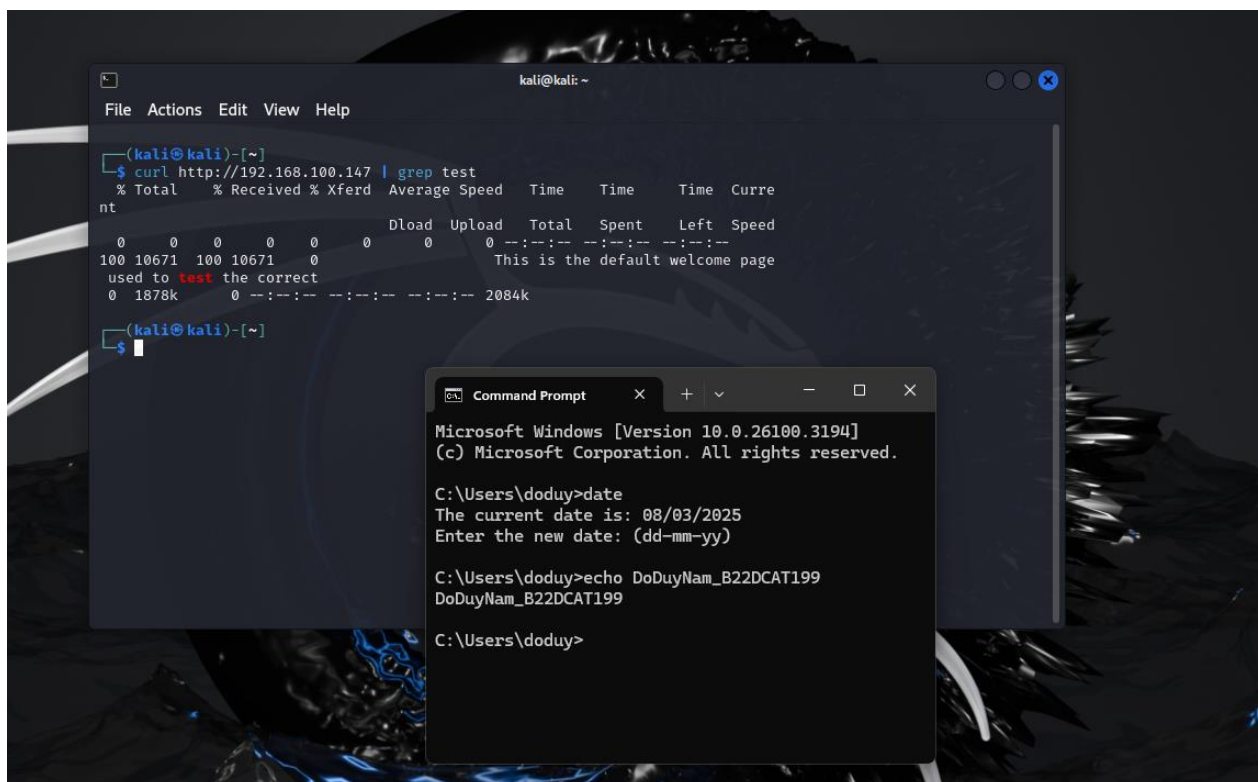 kali@kali: ~
File Actions Edit View Help
┌──(kali㉿kali)-[~]
└─$ curl http://192.168.100.147 | grep test
  % Total    % Received % Xferd  Average Speed   Time    Time     Time  Curre
nt
                                 Dload  Upload   Total   Spent    Left  Speed
  0     0    0     0    0     0      0      0 --:--:-- --:--:-- --:--:--
100 10671  100 10671    0                      This is the default welcome page
 used to test the correct
 0  1878k      0 --:--:-- --:--:-- --:--:-- 2084k
┌──(kali㉿kali)-[~]
└─$
Command Prompt
Microsoft Windows [Version 10.0.26100.3194]
(c) Microsoft Corporation. All rights reserved.
C:\Users\doduy>date
The current date is: 08/03/2025
Enter the new date: (dd-mm-yy)
C:\Users\doduy>echo DoDuyNam_B22DCAT199
DoDuyNam_B22DCAT199
C:\Users\doduy>